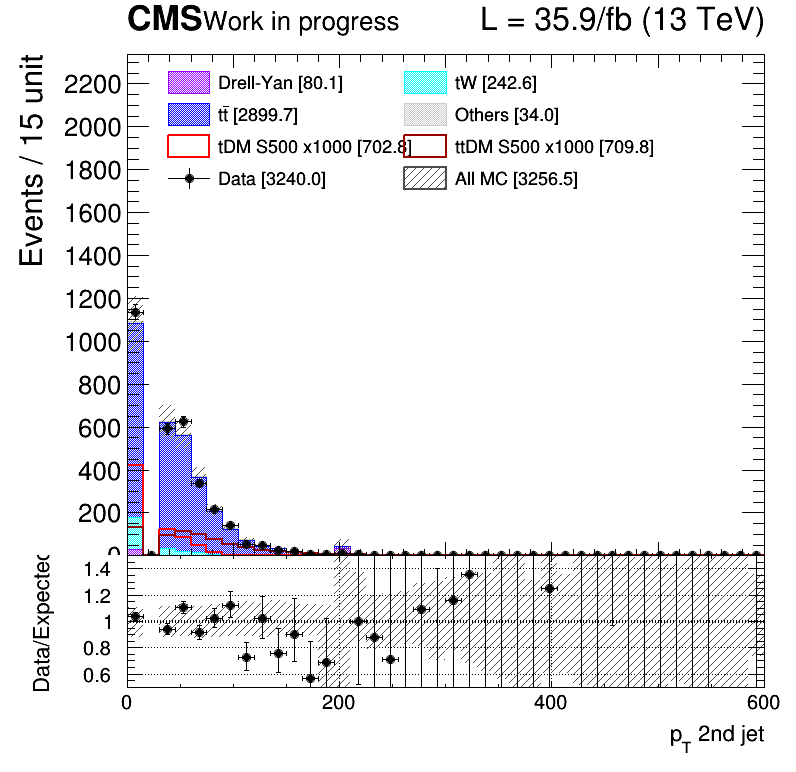 CMS Work in progress L = 35.9/fb (13 TeV)
Events / 15 unit
2200
2000
1800
1600
1400
1200
1000
800
600
400
200
0
Drell-Yan [80.1]
tW [242.6]
tt̄ [2899.7]
Others [34.0]
tDM S500 x1000 [702.8]
ttDM S500 x1000 [709.8]
Data [3240.0]
All MC [3256.5]
Data/Expected
1.4
1.2
1
0.8
0.6
0 200 400 600
pT 2nd jet